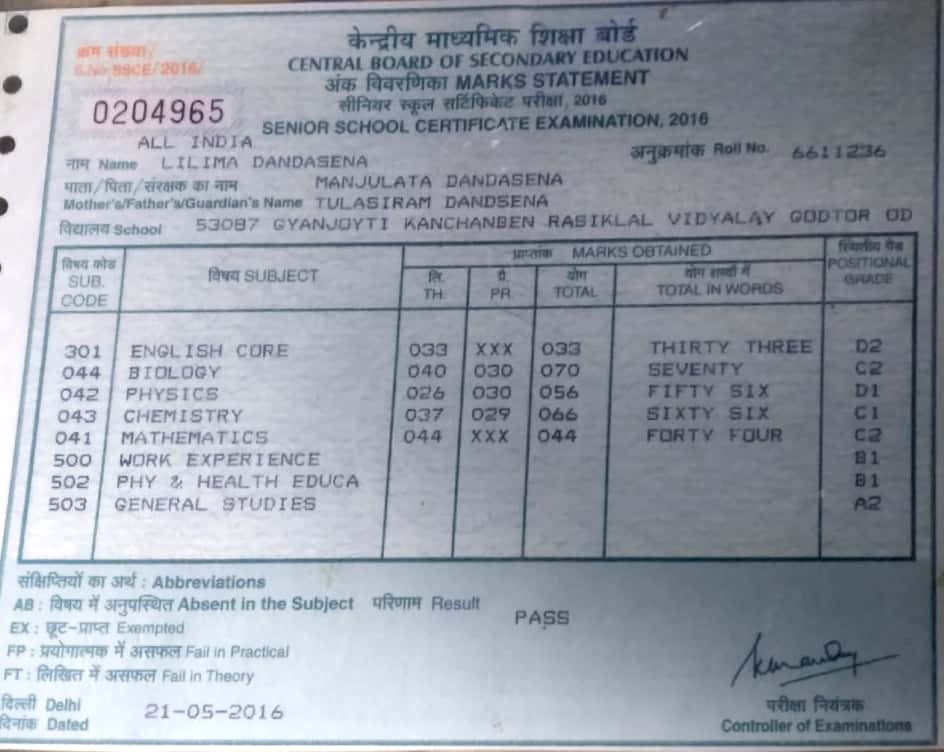 केन्द्रीय माध्यमिक शिक्षा बोर्ड
CENTRAL BOARD OF SECONDARY EDUCATION
अंक विवरणिका MARKS STATEMENT
सीनियर स्कूल सर्टिफिकेट परीक्षा, 2016
SENIOR SCHOOL CERTIFICATE EXAMINATION, 2016
क्रम संख्या/
S.No. SSCE/2016/
0204965
ALL INDIA
नाम Name LILIMA DANDASENA अनुक्रमांक Roll No. 6611236
माता/पिता/संरक्षक का नाम MANJULATA DANDASENA
Mother's/Father's/Guardian's Name TULASIRAM DANDSENA
विद्यालय School 53087 GYANJOYTI KANCHANBEN RASIKLAL VIDYALAY GODTOR OD
विषय कोड SUB. CODE विषय SUBJECT प्राप्तांक MARKS OBTAINED स्थितीय ग्रेड POSITIONAL GRADE
लि. TH. प्रै. PR. योग TOTAL योग शब्दों में TOTAL IN WORDS
301 ENGLISH CORE 033 XXX 033 THIRTY THREE D2
044 BIOLOGY 040 030 070 SEVENTY C2
042 PHYSICS 026 030 056 FIFTY SIX D1
043 CHEMISTRY 037 029 066 SIXTY SIX C1
041 MATHEMATICS 044 XXX 044 FORTY FOUR C2
500 WORK EXPERIENCE B1
502 PHY & HEALTH EDUCA B1
503 GENERAL STUDIES A2
संक्षिप्तियों का अर्थ : Abbreviations
AB : विषय में अनुपस्थित Absent in the Subject परिणाम Result PASS
EX : छूट-प्राप्त Exempted
FP : प्रयोगात्मक में असफल Fail in Practical
FT : लिखित में असफल Fail in Theory
दिल्ली Delhi
दिनांक Dated 21-05-2016
परीक्षा नियंत्रक
Controller of Examinations